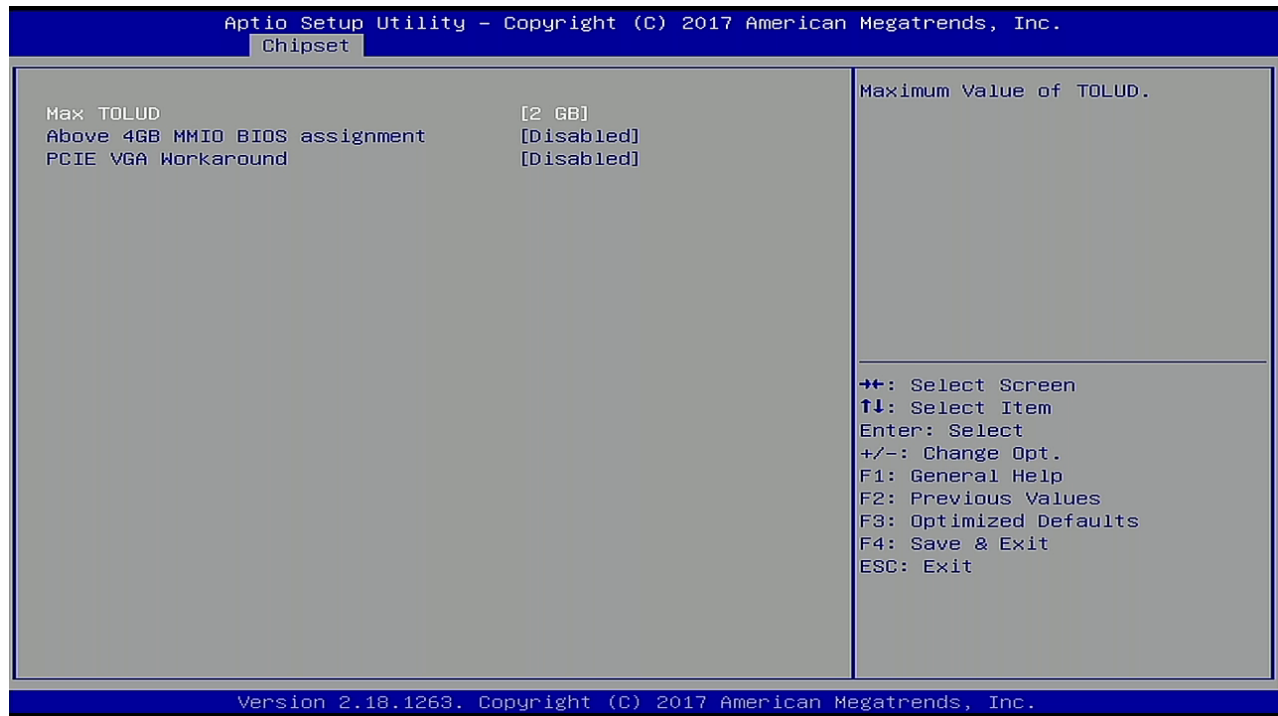 Aptio Setup Utility – Copyright (C) 2017 American Megatrends, Inc.
Chipset
Max TOLUD [2 GB]
Above 4GB MMIO BIOS assignment [Disabled]
PCIE VGA Workaround [Disabled]
Maximum Value of TOLUD.
→←: Select Screen
↑↓: Select Item
Enter: Select
+/-: Change Opt.
F1: General Help
F2: Previous Values
F3: Optimized Defaults
F4: Save & Exit
ESC: Exit
Version 2.18.1263. Copyright (C) 2017 American Megatrends, Inc.